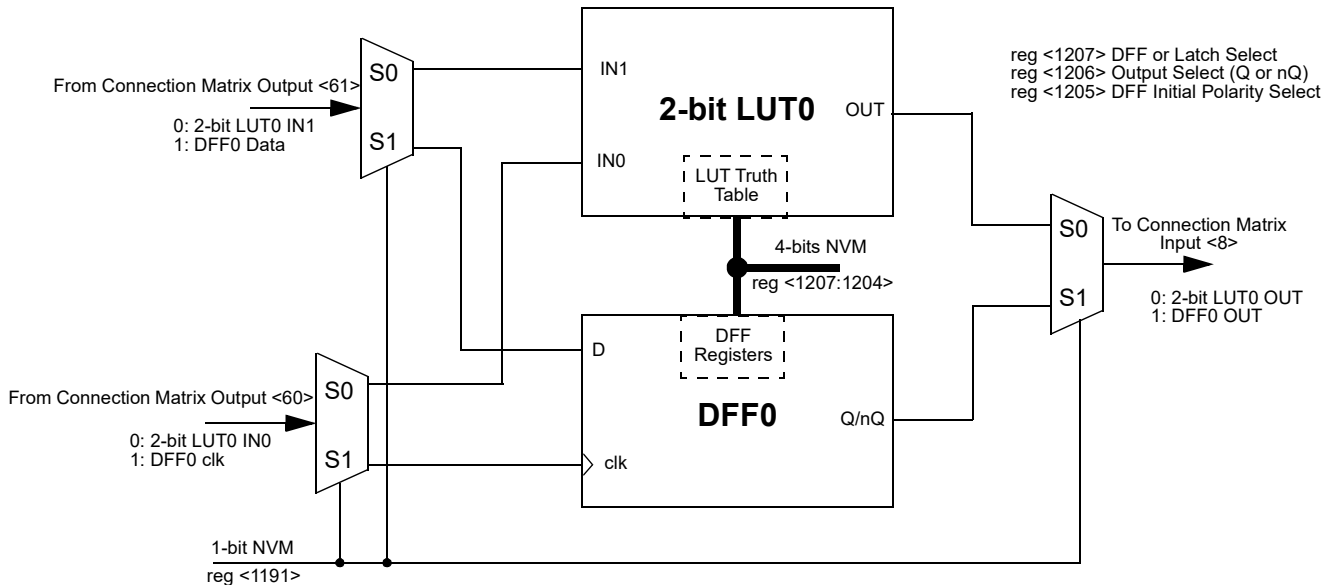 From Connection Matrix Output <61>
0: 2-bit LUT0 IN1
1: DFF0 Data
S0
S1
IN1
IN0
2-bit LUT0
OUT
LUT Truth
Table
reg <1207> DFF or Latch Select
reg <1206> Output Select (Q or nQ)
reg <1205> DFF Initial Polarity Select
4-bits NVM
reg <1207:1204>
S0
S1
To Connection Matrix
Input <8>
0: 2-bit LUT0 OUT
1: DFF0 OUT
From Connection Matrix Output <60>
0: 2-bit LUT0 IN0
1: DFF0 clk
S0
S1
D
DFF
Registers
DFF0
Q/nQ
clk
1-bit NVM
reg <1191>